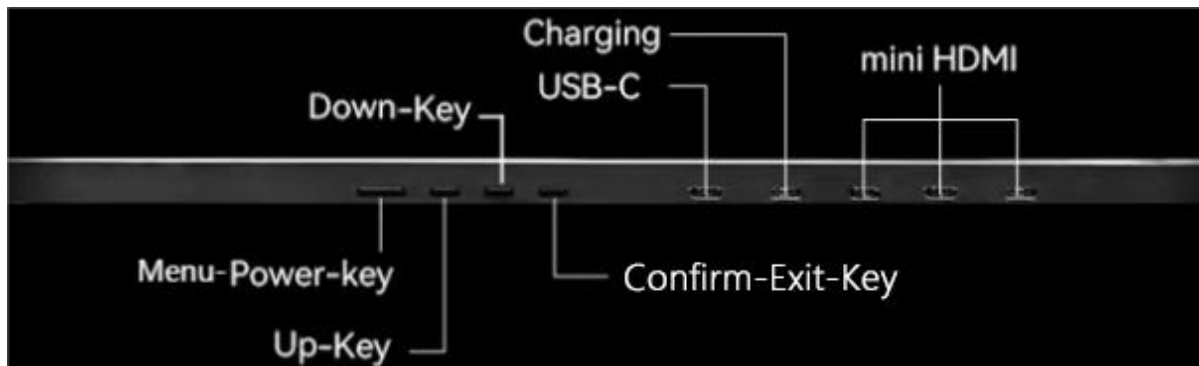 Charging
USB-C
mini HDMI
Down-Key
Menu-Power-key
Confirm-Exit-Key
Up-Key